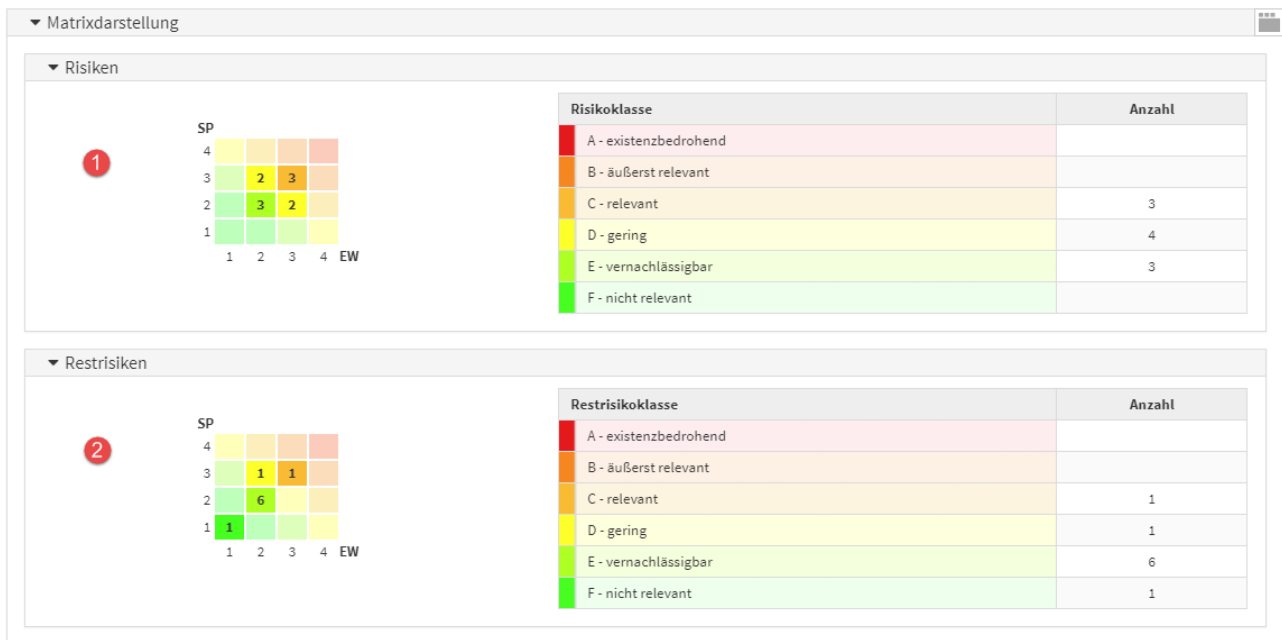 Matrixdarstellung
Risiken
1
SP
4
3 2 3
2 3 2
1
1 2 3 4 EW
Risikoklasse Anzahl
A - existenzbedrohend
B - äußerst relevant
C - relevant 3
D - gering 4
E - vernachlässigbar 3
F - nicht relevant
Restrisiken
2
SP
4
3 1 1
2 6
1 1
1 2 3 4 EW
Restrisikoklasse Anzahl
A - existenzbedrohend
B - äußerst relevant
C - relevant 1
D - gering 1
E - vernachlässigbar 6
F - nicht relevant 1